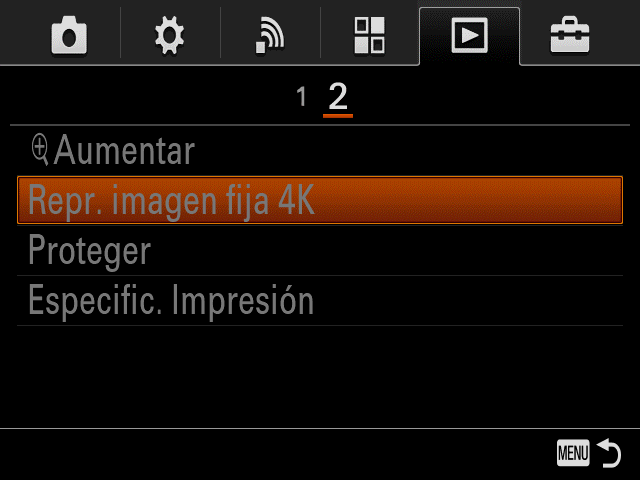 1 2
Aumentar
Repr. imagen fija 4K
Proteger
Especific. Impresión
MENU